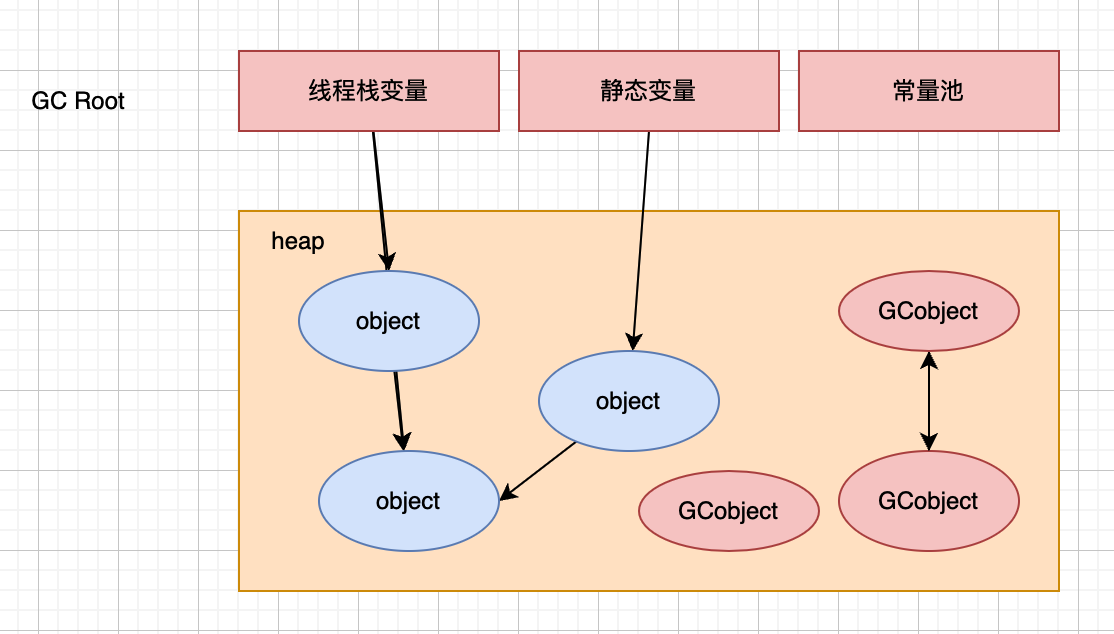 GC Root
线程栈变量
静态变量
常量池
heap
object
GCobject
object
object
GCobject
GCobject